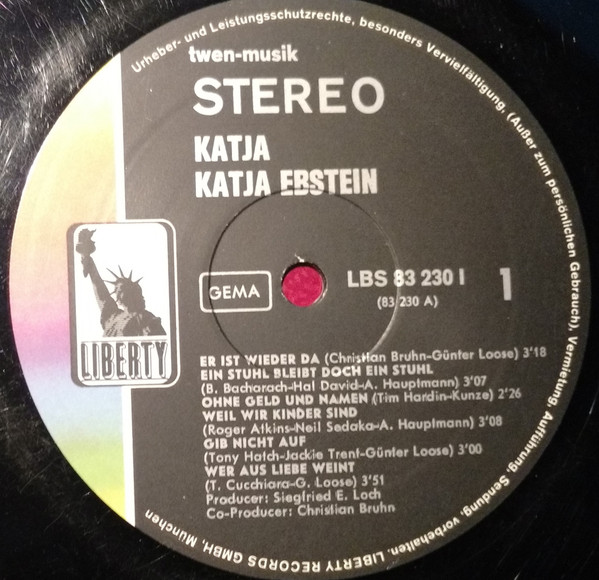 Urheber- und Leistungsschutzrechte, besonders Vervielfältigung, (Außer zum persönlichen Gebrauch), Vermietung Aufführung, Sendung, vorbehalten. LIBERTY RECORDS GMBH, München
twen-musik
STEREO
KATJA
KATJA EBSTEIN
LIBERTY
GEMA
LBS 83 230 I
1
(83 230 A)
ER IST WIEDER DA (Christian Bruhn-Günter Loose) 3'18
EIN STUHL BLEIBT DOCH EIN STUHL
(B. Bacharach-Hal David-A. Hauptmann) 3'07
OHNE GELD UND NAMEN (Tim Hardin-Kunze) 2'26
WEIL WIR KINDER SIND
(Roger Atkins-Neil Sedaka-A. Hauptmann) 3'08
GIB NICHT AUF
(Tony Hatch-Jackie Trent-Günter Loose) 3'00
WER AUS LIEBE WEINT
(T. Cucchiara-G. Loose) 3'51
Producer: Siegfried E. Loch
Co-Producer: Christian Bruhn